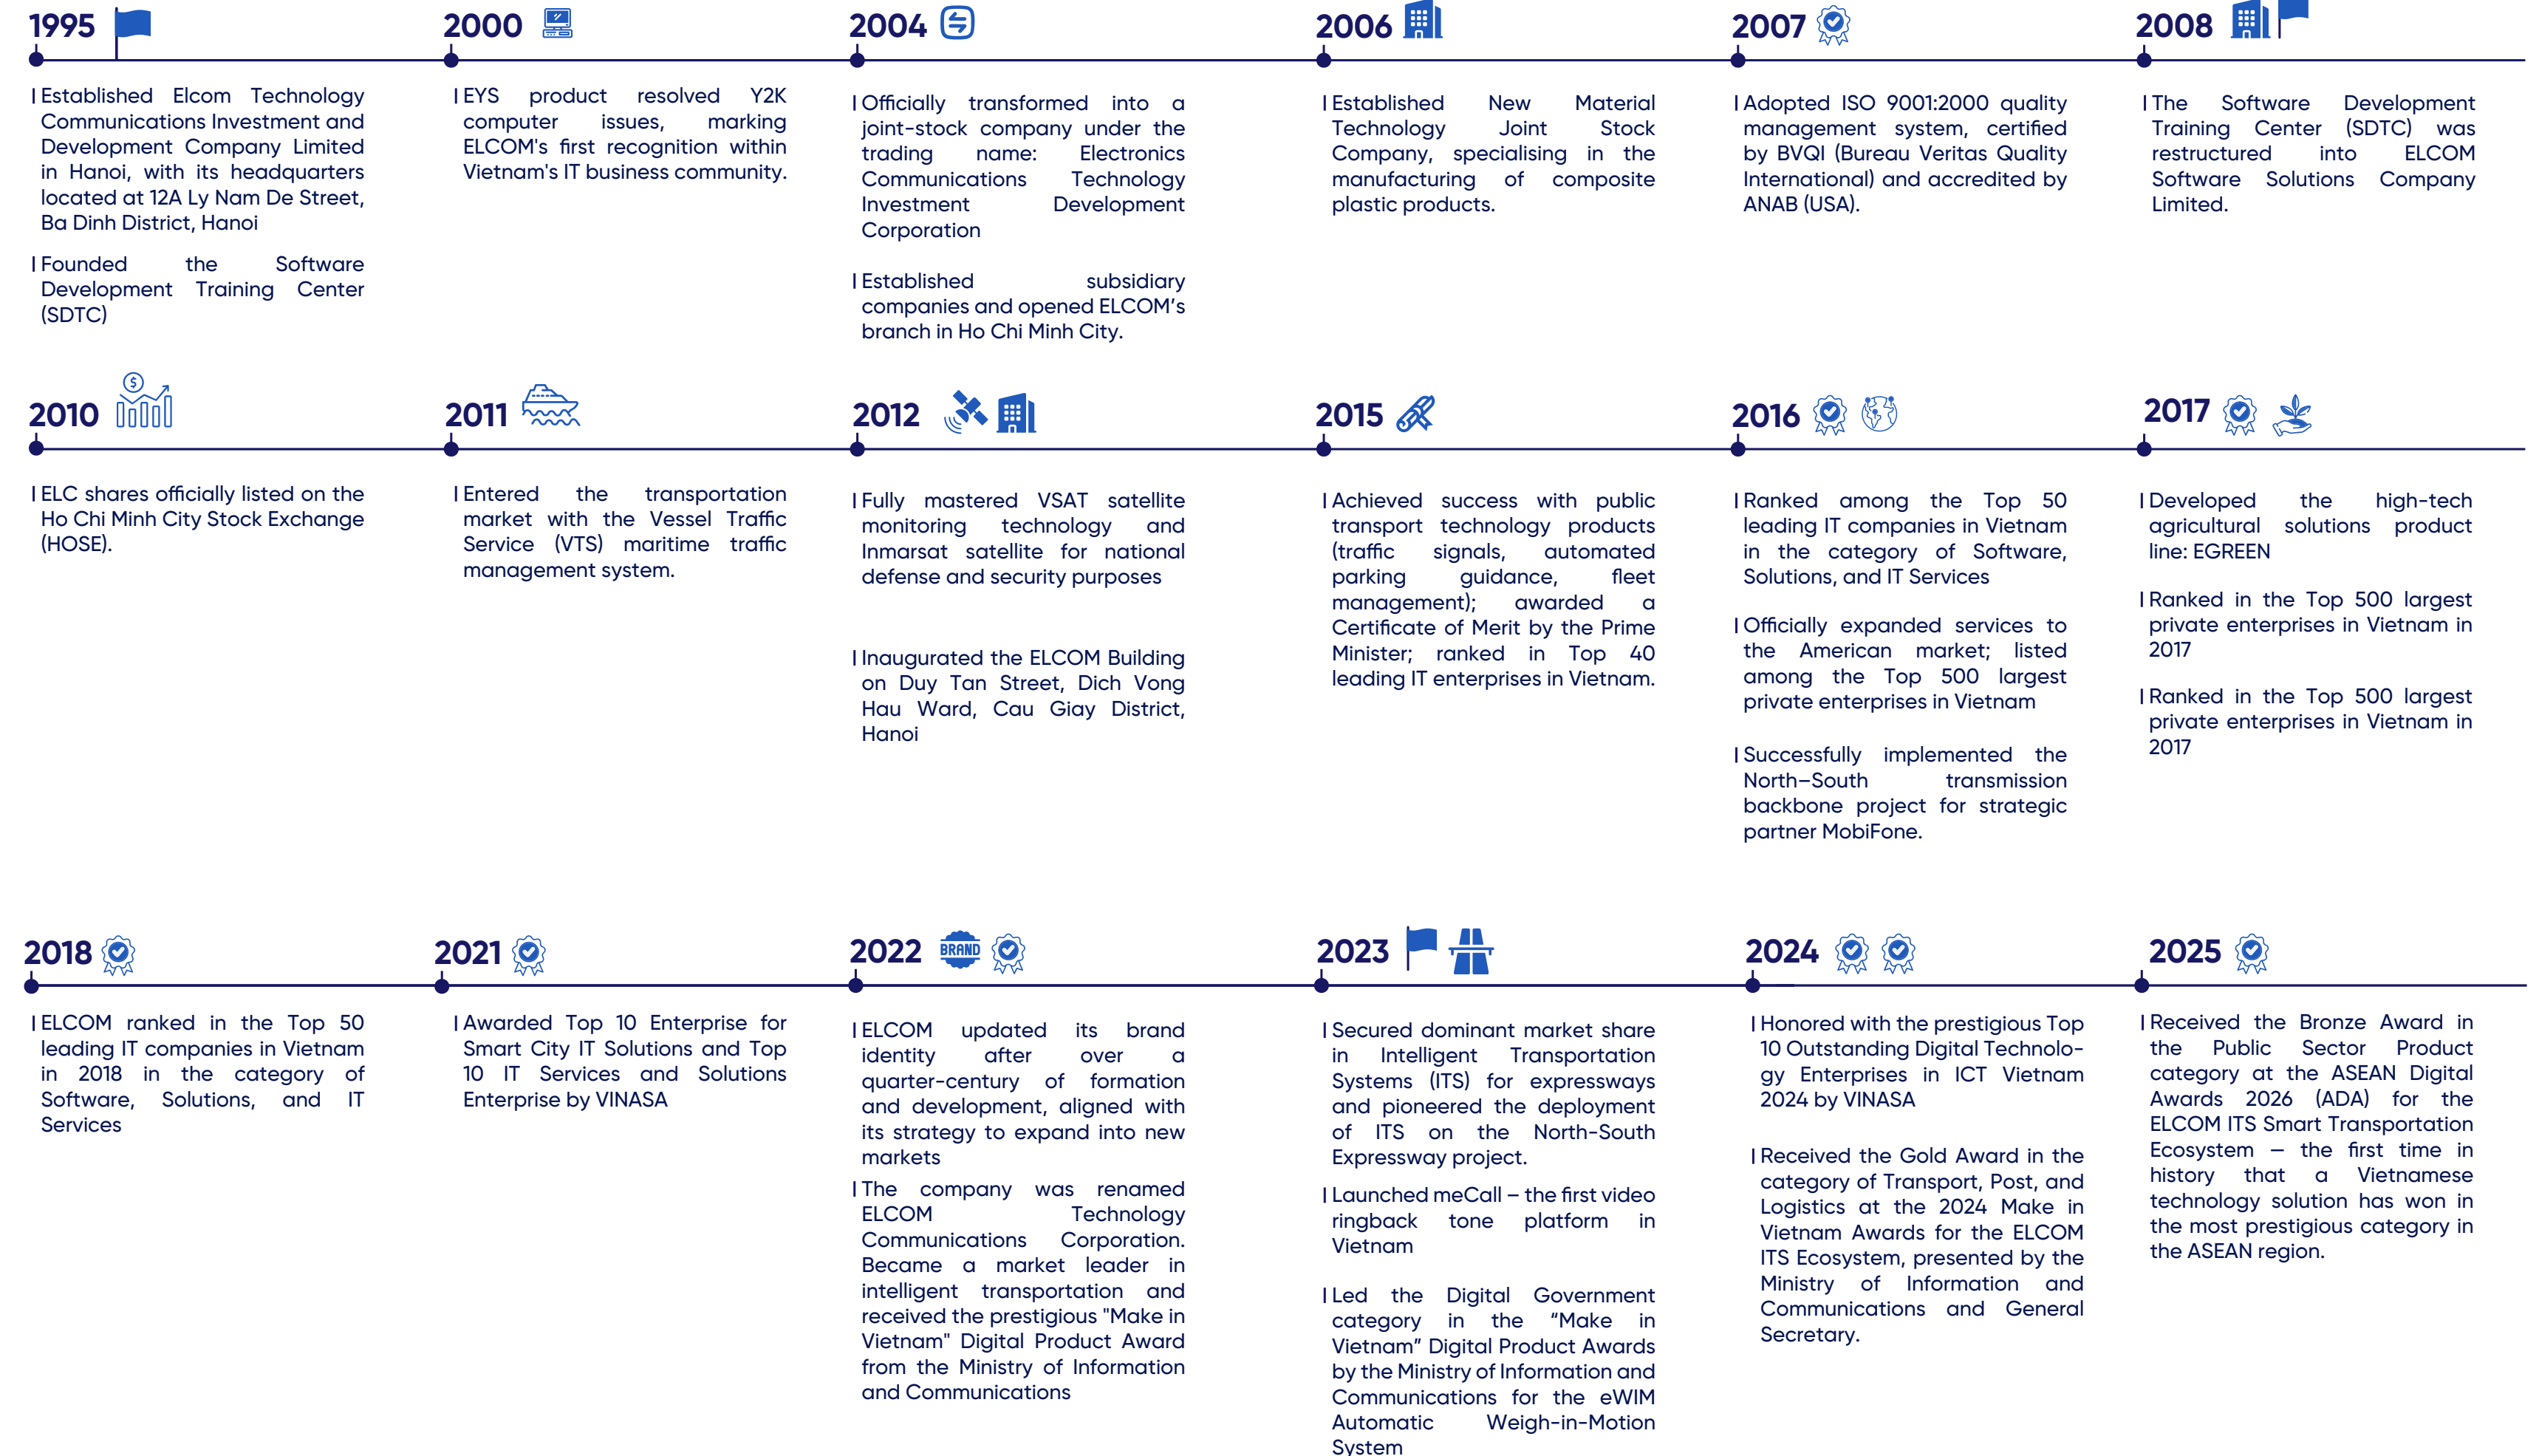 1995
Established Elcom Technology
Communications Investment and
Development Company Limited
in Hanoi, with its headquarters
located at 12A Ly Nam De Street,
Ba Dinh District, Hanoi
Founded the Software
Development Training Center
(SDTC)
2000
EYS product resolved Y2K
computer issues, marking
ELCOM's first recognition within
Vietnam's IT business community.
2004
Officially transformed into a
joint-stock company under the
trading name: Electronics
Communications Technology
Investment Development
Corporation
Established subsidiary
companies and opened ELCOM's
branch in Ho Chi Minh City.
2006
Established New Material
Technology Joint Stock
Company, specialising in the
manufacturing of composite
plastic products.
2007
Adopted ISO 9001:2000 quality
management system, certified
by BVQI (Bureau Veritas Quality
International) and accredited by
ANAB (USA).
2008
The Software Development
Training Center (SDTC) was
restructured into ELCOM
Software Solutions Company
Limited.
2010
ELC shares officially listed on the
Ho Chi Minh City Stock Exchange
(HOSE).
2011
Entered the transportation
market with the Vessel Traffic
Service (VTS) maritime traffic
management system.
2012
Fully mastered VSAT satellite
monitoring technology and
Inmarsat satellite for national
defense and security purposes
Inaugurated the ELCOM Building
on Duy Tan Street, Dich Vong
Hau Ward, Cau Giay District,
Hanoi
2015
Achieved success with public
transport technology products
(traffic signals, automated
parking guidance, fleet
management); awarded a
Certificate of Merit by the Prime
Minister; ranked in Top 40
leading IT enterprises in Vietnam.
2016
Ranked among the Top 50
leading IT companies in Vietnam
in the category of Software,
Solutions, and IT Services
Officially expanded services to
the American market; listed
among the Top 500 largest
private enterprises in Vietnam
Successfully implemented the
North–South transmission
backbone project for strategic
partner MobiFone.
2017
Developed the high-tech
agricultural solutions product
line: EGREEN
Ranked in the Top 500 largest
private enterprises in Vietnam in
2017
Ranked in the Top 500 largest
private enterprises in Vietnam in
2017
2018
ELCOM ranked in the Top 50
leading IT companies in Vietnam
in 2018 in the category of
Software, Solutions, and IT
Services
2021
Awarded Top 10 Enterprise for
Smart City IT Solutions and Top
10 IT Services and Solutions
Enterprise by VINASA
2022
BRAND
ELCOM updated its brand
identity after over a
quarter-century of formation
and development, aligned with
its strategy to expand into new
markets
The company was renamed
ELCOM Technology
Communications Corporation.
Became a market leader in
intelligent transportation and
received the prestigious "Make in
Vietnam" Digital Product Award
from the Ministry of Information
and Communications
2023
Secured dominant market share
in Intelligent Transportation
Systems (ITS) for expressways
and pioneered the deployment
of ITS on the North-South
Expressway project.
Launched meCall – the first video
ringback tone platform in
Vietnam
Led the Digital Government
category in the “Make in
Vietnam” Digital Product Awards
by the Ministry of Information and
Communications for the eWIM
Automatic Weigh-in-Motion
System
2024
Honored with the prestigious Top
10 Outstanding Digital Technolo-
gy Enterprises in ICT Vietnam
2024 by VINASA
Received the Gold Award in the
category of Transport, Post, and
Logistics at the 2024 Make in
Vietnam Awards for the ELCOM
ITS Ecosystem, presented by the
Ministry of Information and
Communications and General
Secretary.
2025
Received the Bronze Award in
the Public Sector Product
category at the ASEAN Digital
Awards 2026 (ADA) for the
ELCOM ITS Smart Transportation
Ecosystem – the first time in
history that a Vietnamese
technology solution has won in
the most prestigious category in
the ASEAN region.